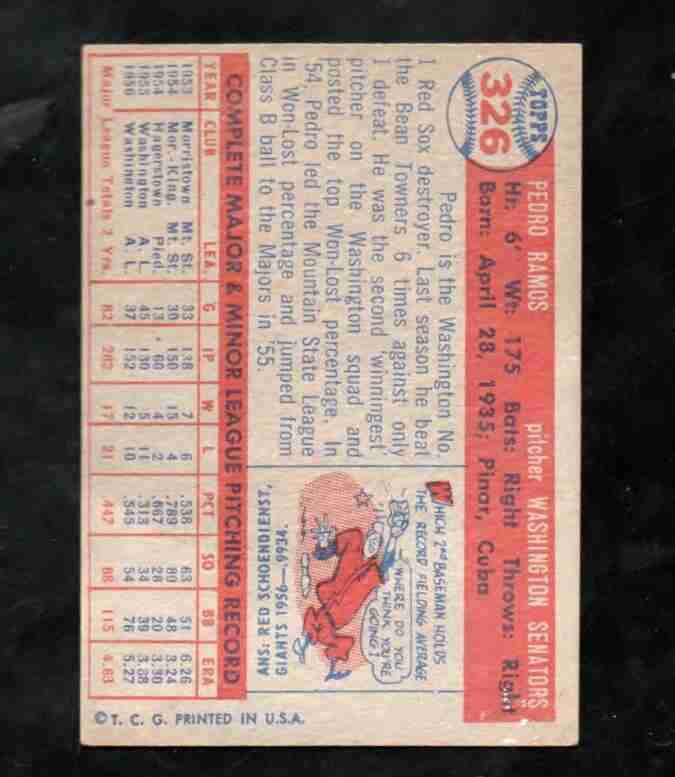 TOPPS
326
PEDRO RAMOS pitcher WASHINGTON SENATORS
Ht: 6' Wt: 175 Bats: Right Throws: Right
Born: April 28, 1935; Pinar, Cuba
Pedro is the Washington No.
1 Red Sox destroyer. Last season he beat
the Bean Towners 6 times against only
1 defeat. He was the second winningest
pitcher on the Washington squad and
posted the top Won-Lost percentage. In
'54, Pedro led the Mountain State League
in Won-Lost percentage and jumped from
Class B ball to the Majors in '55.
WHICH 2ND BASEMAN HOLDS
THE RECORD FIELDING AVERAGE
WHERE DO YOU
THINK YOU'RE
GOING!
ANS: RED SCHOENDIENST,
GIANTS 1956—.9934.
COMPLETE MAJOR & MINOR LEAGUE PITCHING RECORD
YEAR CLUB LEA. G IP W L PCT SO BB ERA
1953 Morristown Mt. St. 33 138 7 6 .538 63 51 6.26
1954 Mor.-King. Mt. St. 30 150 15 4 .789 80 48 3.24
1954 Hagerstown Pied. 13 60 4 2 .667 28 20 3.30
1955 Washington A. L. 45 130 5 11 .313 34 39 3.88
1956 Washington A. L. 37 152 12 10 .545 54 76 5.27
Major League Totals 2 Yrs. 82 282 17 21 .447 88 115 4.63
© T. C. G. PRINTED IN U.S.A.